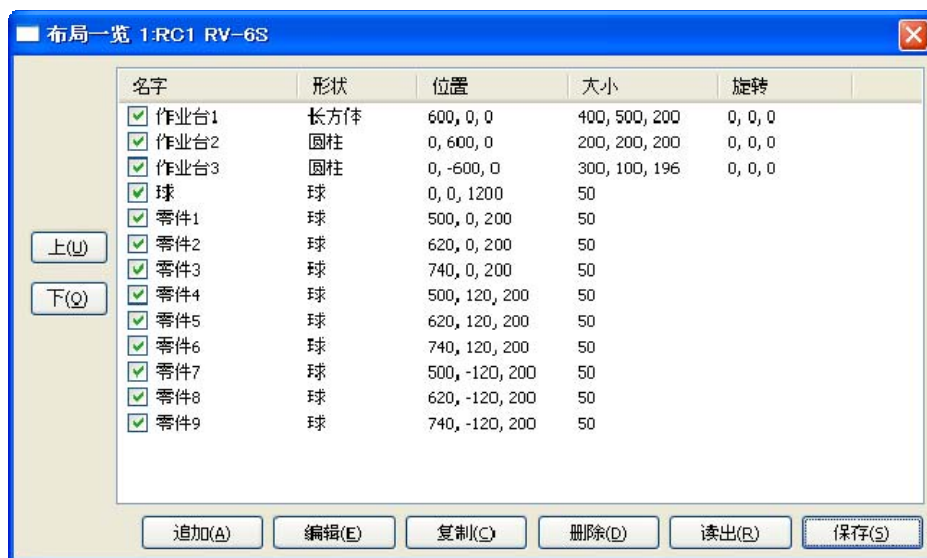 布局一览 1:RC1 RV-6S
名字 形状 位置 大小 旋转
作业台1 长方体 600, 0, 0 400, 500, 200 0, 0, 0
作业台2 圆柱 0, 600, 0 200, 200, 200 0, 0, 0
作业台3 圆柱 0, -600, 0 300, 100, 196 0, 0, 0
球 球 0, 0, 1200 50
零件1 球 500, 0, 200 50
零件2 球 620, 0, 200 50
零件3 球 740, 0, 200 50
零件4 球 500, 120, 200 50
零件5 球 620, 120, 200 50
零件6 球 740, 120, 200 50
零件7 球 500, -120, 200 50
零件8 球 620, -120, 200 50
零件9 球 740, -120, 200 50
上(U)
下(O)
追加(A) 编辑(E) 复制(C) 删除(D) 读出(R) 保存(S)